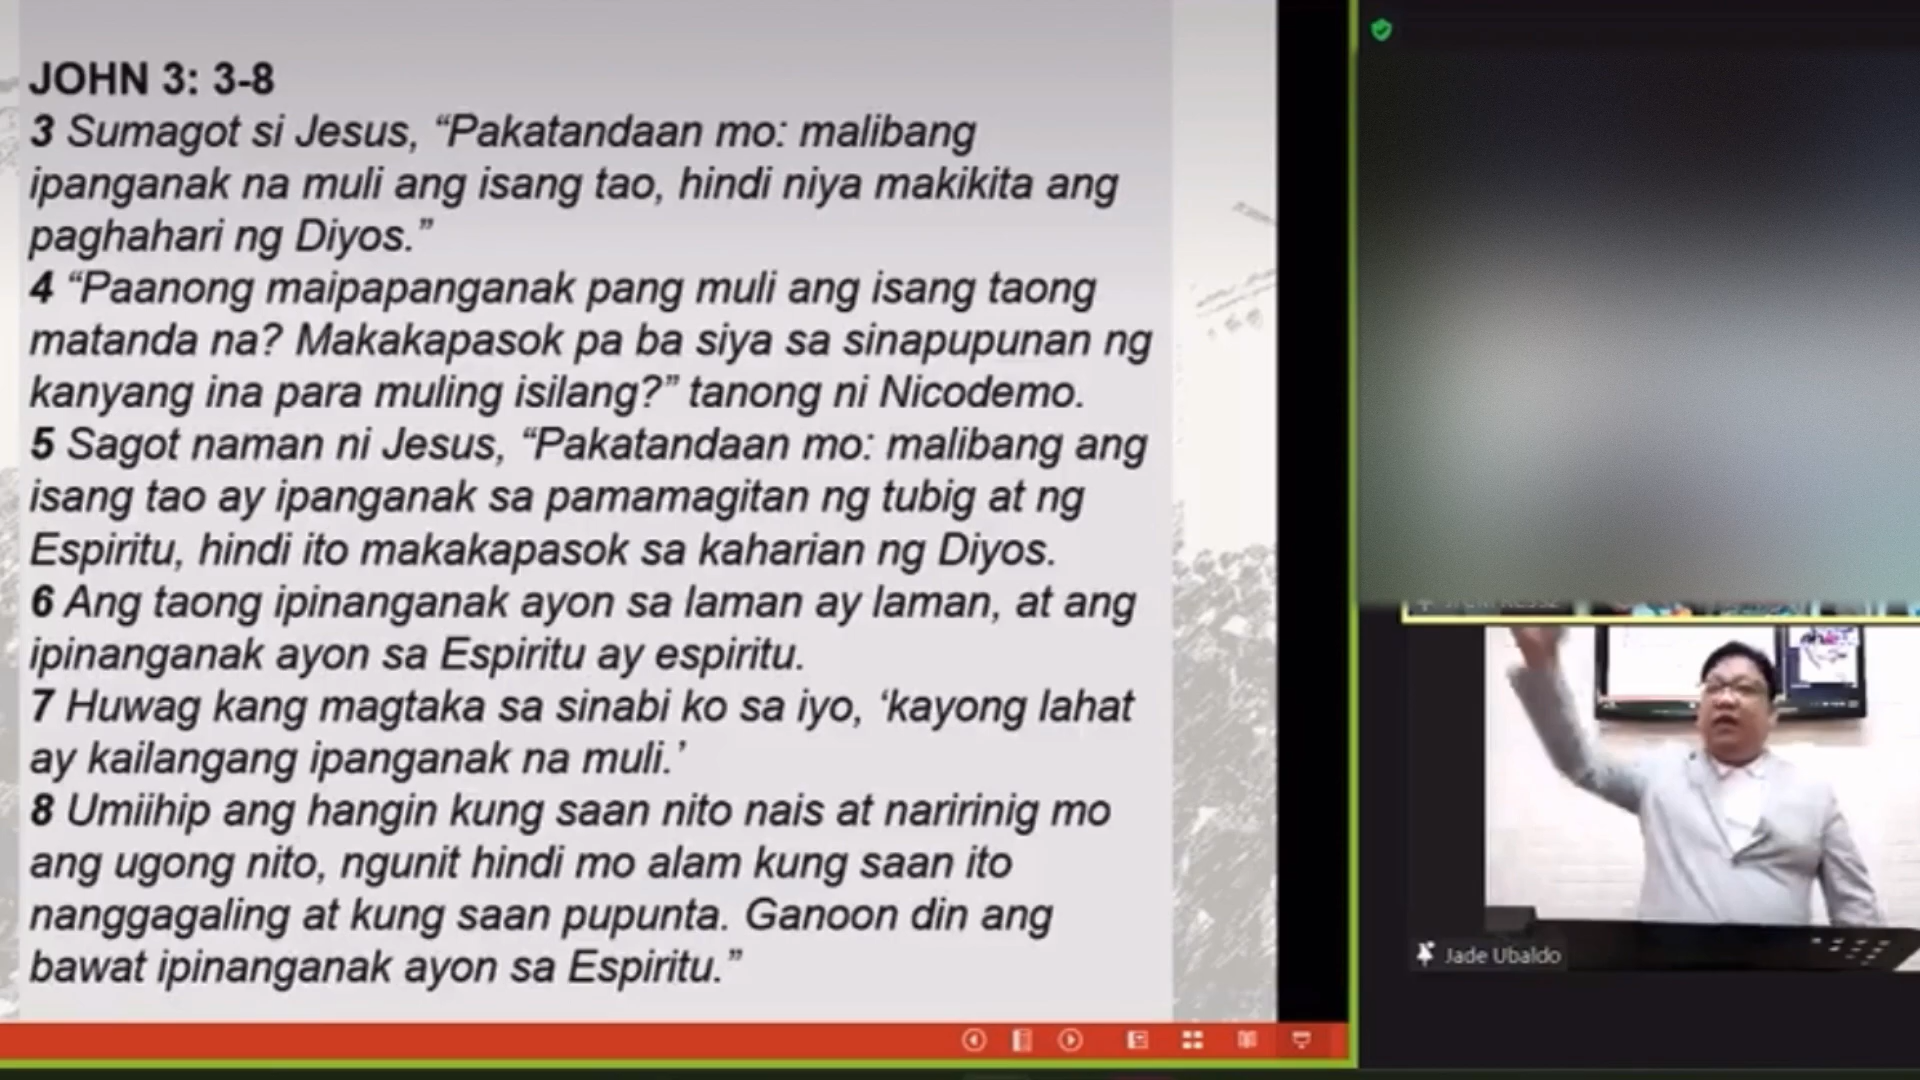 JOHN 3: 3-8
3 Sumagot si Jesus, “Pakatandaan mo: malibang
ipanganak na muli ang isang tao, hindi niya makikita ang
paghahari ng Diyos.”
4 “Paanong maipapanganak pang muli ang isang taong
matanda na? Makakapasok pa ba siya sa sinapupunan ng
kanyang ina para muling isilang?” tanong ni Nicodemo.
5 Sagot naman ni Jesus, “Pakatandaan mo: malibang ang
isang tao ay ipanganak sa pamamagitan ng tubig at ng
Espiritu, hindi ito makakapasok sa kaharian ng Diyos.
6 Ang taong ipinanganak ayon sa laman ay laman, at ang
ipinanganak ayon sa Espiritu ay espiritu.
7 Huwag kang magtaka sa sinabi ko sa iyo, ‘kayong lahat
ay kailangang ipanganak na muli.’
8 Umiihip ang hangin kung saan nito nais at naririnig mo
ang ugong nito, ngunit hindi mo alam kung saan ito
nanggagaling at kung saan pupunta. Ganoon din ang
bawat ipinanganak ayon sa Espiritu.”
Jade Ubaldo